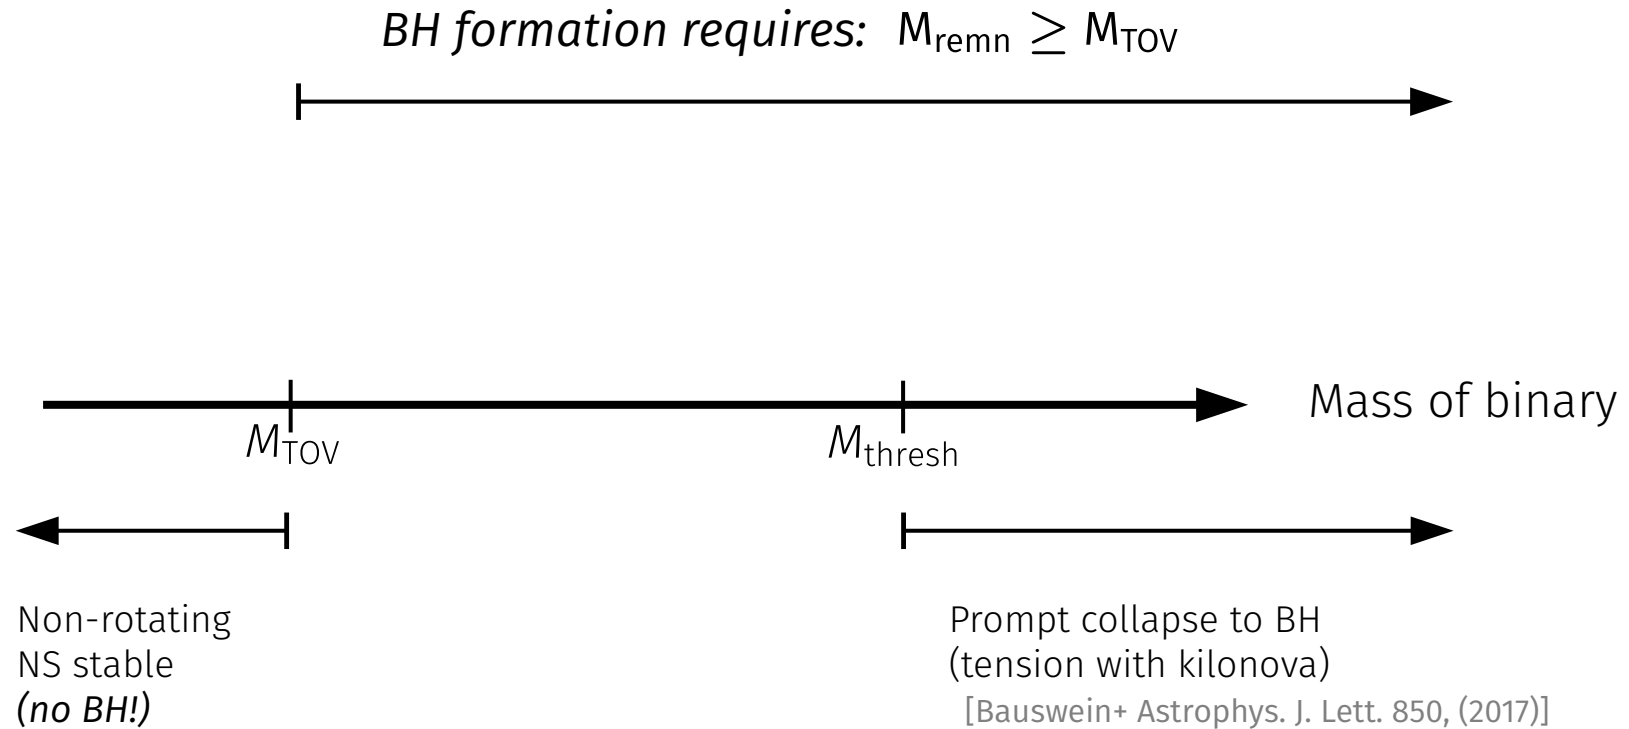 BH formation requires: M_remn ≥ M_TOV
Mass of binary
M_TOV
M_thresh
Non-rotating
NS stable
(no BH!)
Prompt collapse to BH
(tension with kilonova)
[Bauswein+ Astrophys. J. Lett. 850, (2017)]